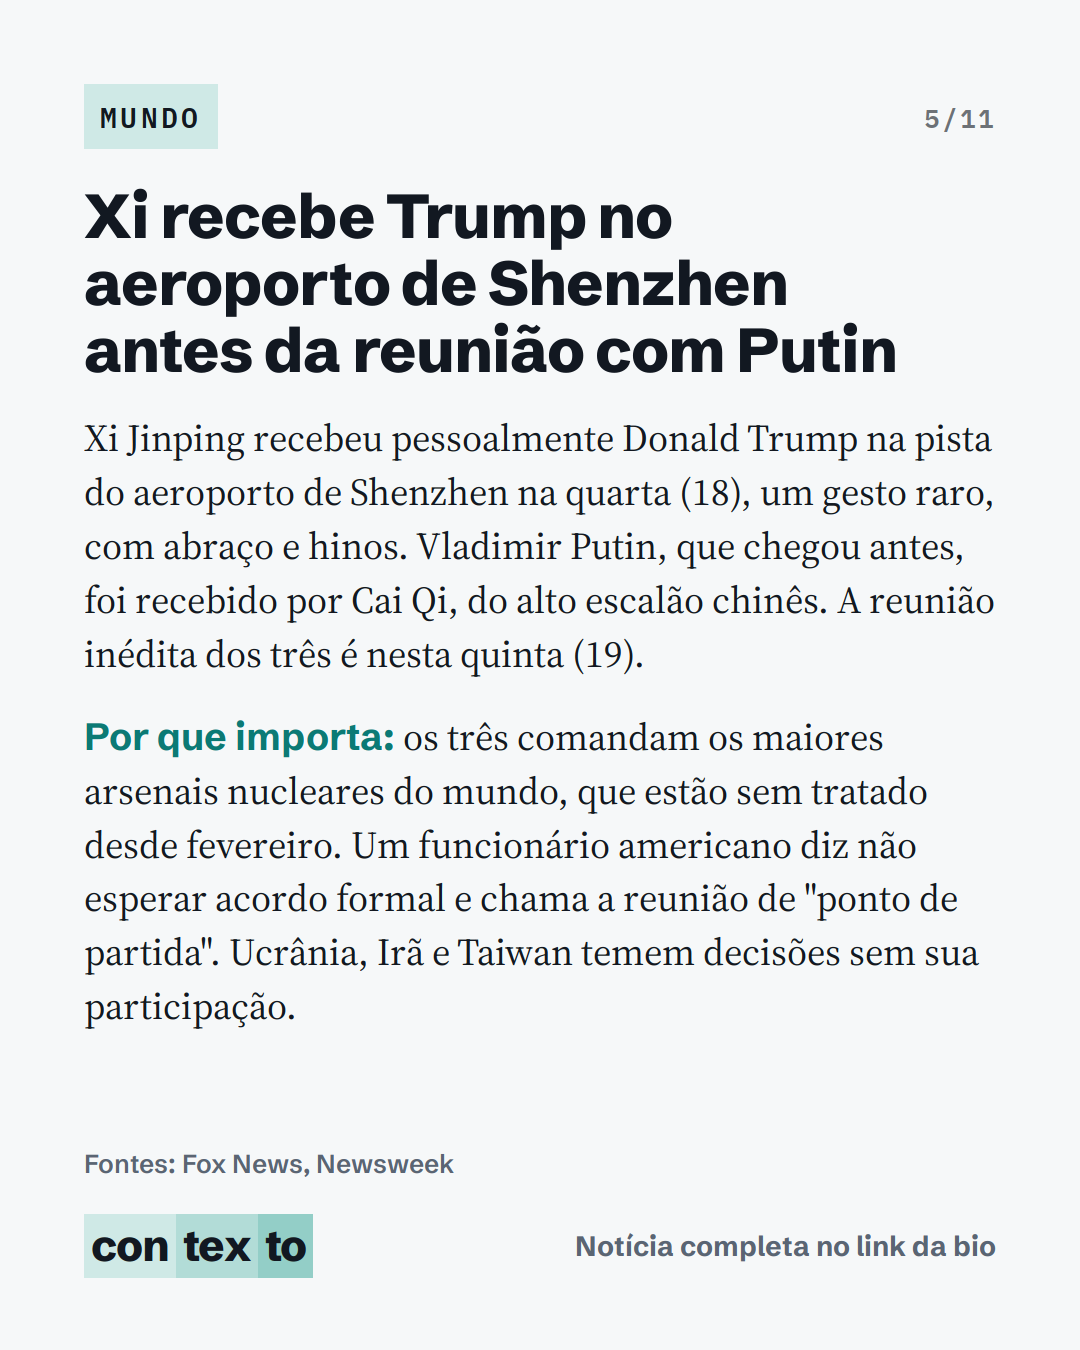 MUNDO
5/11
Xi recebe Trump no
aeroporto de Shenzhen
antes da reunião com Putin
Xi Jinping recebeu pessoalmente Donald Trump na pista
do aeroporto de Shenzhen na quarta (18), um gesto raro,
com abraço e hinos. Vladimir Putin, que chegou antes,
foi recebido por Cai Qi, do alto escalão chinês. A reunião
inédita dos três é nesta quinta (19).
Por que importa: os três comandam os maiores
arsenais nucleares do mundo, que estão sem tratado
desde fevereiro. Um funcionário americano diz não
esperar acordo formal e chama a reunião de "ponto de
partida". Ucrânia, Irã e Taiwan temem decisões sem sua
participação.
Fontes: Fox News, Newsweek
contexto
Notícia completa no link da bio